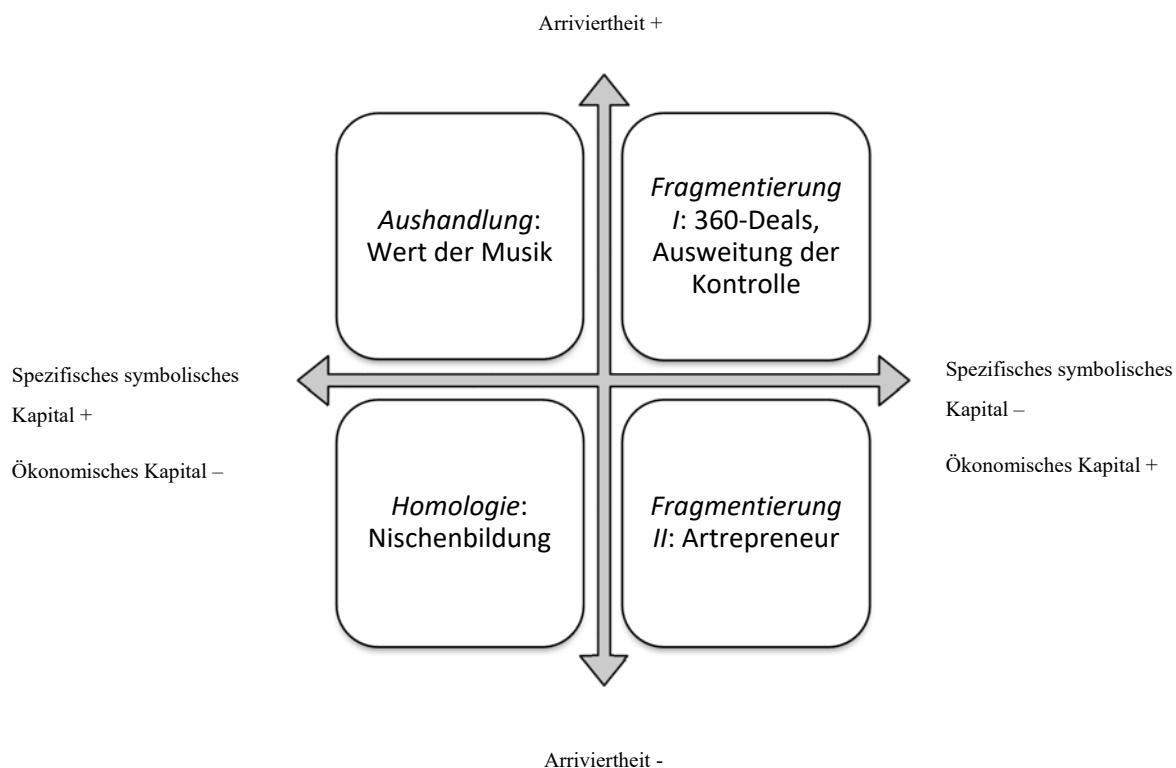 Arriviertheit +
Aushandlung:
Wert der Musik
Fragmentierung
I: 360-Deals,
Ausweitung der
Kontrolle
Spezifisches symbolisches
Kapital +
Ökonomisches Kapital –
Spezifisches symbolisches
Kapital –
Ökonomisches Kapital +
Homologie:
Nischenbildung
Fragmentierung
II: Artrepreneur
Arriviertheit -